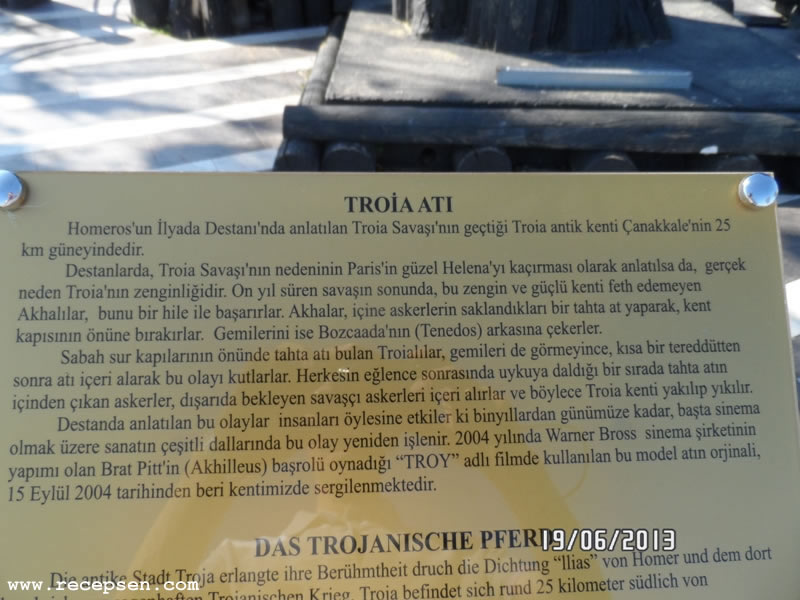 TROİA ATI
Homeros'un İlyada Destanı'nda anlatılan Troia Savaşı'nın geçtiği Troia antik kenti Çanakkale'nin 25
km güneyindedir.
Destanlarda, Troia Savaşı'nın nedeninin Paris'in güzel Helena'yı kaçırması olarak anlatılsa da, gerçek
neden Troia'nın zenginliğidir. On yıl süren savaşın sonunda, bu zengin ve güçlü kenti feth edemeyen
Akhalılar, bunu bir hile ile başarırlar. Akhalar, içine askerlerin saklandıkları bir tahta at yaparak, kent
kapısının önüne bırakırlar. Gemilerini ise Bozcaada'nın (Tenedos) arkasına çekerler.
Sabah sur kapılarının önünde tahta atı bulan Troialılar, gemileri de görmeyince, kısa bir tereddütten
sonra atı içeri alarak bu olayı kutlarlar. Herkesin eğlence sonrasında uykuya daldığı bir sırada tahta atın
içinden çıkan askerler, dışarıda bekleyen savaşçı askerleri içeri alırlar ve böylece Troia kenti yakılıp yıkılır.
Destanda anlatılan bu olaylar insanları öylesine etkiler ki binyıllardan günümüze kadar, başta sinema
olmak üzere sanatın çeşitli dallarında bu olay yeniden işlenir. 2004 yılında Warner Bross sinema şirketinin
yapımı olan Brat Pitt'in (Akhilleus) başrolü oynadığı “TROY” adlı filmde kullanılan bu model atın orjinali,
15 Eylül 2004 tarihinden beri kentimizde sergilenmektedir.
DAS TROJANISCHE PFERD
19/06/2013
Die antike Stadt Troja erlangte ihre Berühmtheit druch die Dichtung “llias” von Homer und dem dort
Trojanischen Krieg. Troja befindet sich rund 25 kilometer südlich von
www.recepsen.com